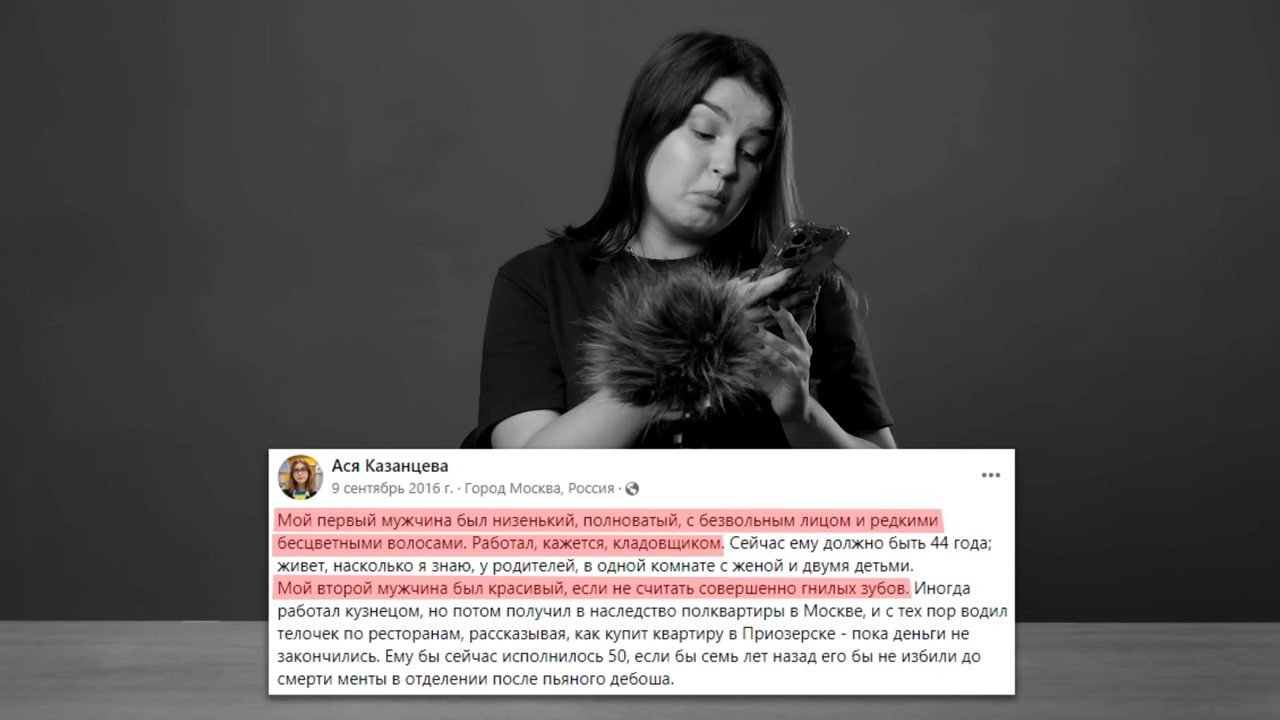 Ася Казанцева
9 сентябрь 2016 г. · Город Москва, Россия ·
Мой первый мужчина был низенький, полноватый, с безвольным лицом и редкими
бесцветными волосами. Работал, кажется, кладовщиком. Сейчас ему должно быть 44 года;
живет, насколько я знаю, у родителей, в одной комнате с женой и двумя детьми.
Мой второй мужчина был красивый, если не считать совершенно гнилых зубов. Иногда
работал кузнецом, но потом получил в наследство полквартиры в Москве, и с тех пор водил
телочек по ресторанам, рассказывая, как купит квартиру в Приозерске - пока деньги не
закончились. Ему бы сейчас исполнилось 50, если бы семь лет назад его бы не избили до
смерти менты в отделении после пьяного дебоша.